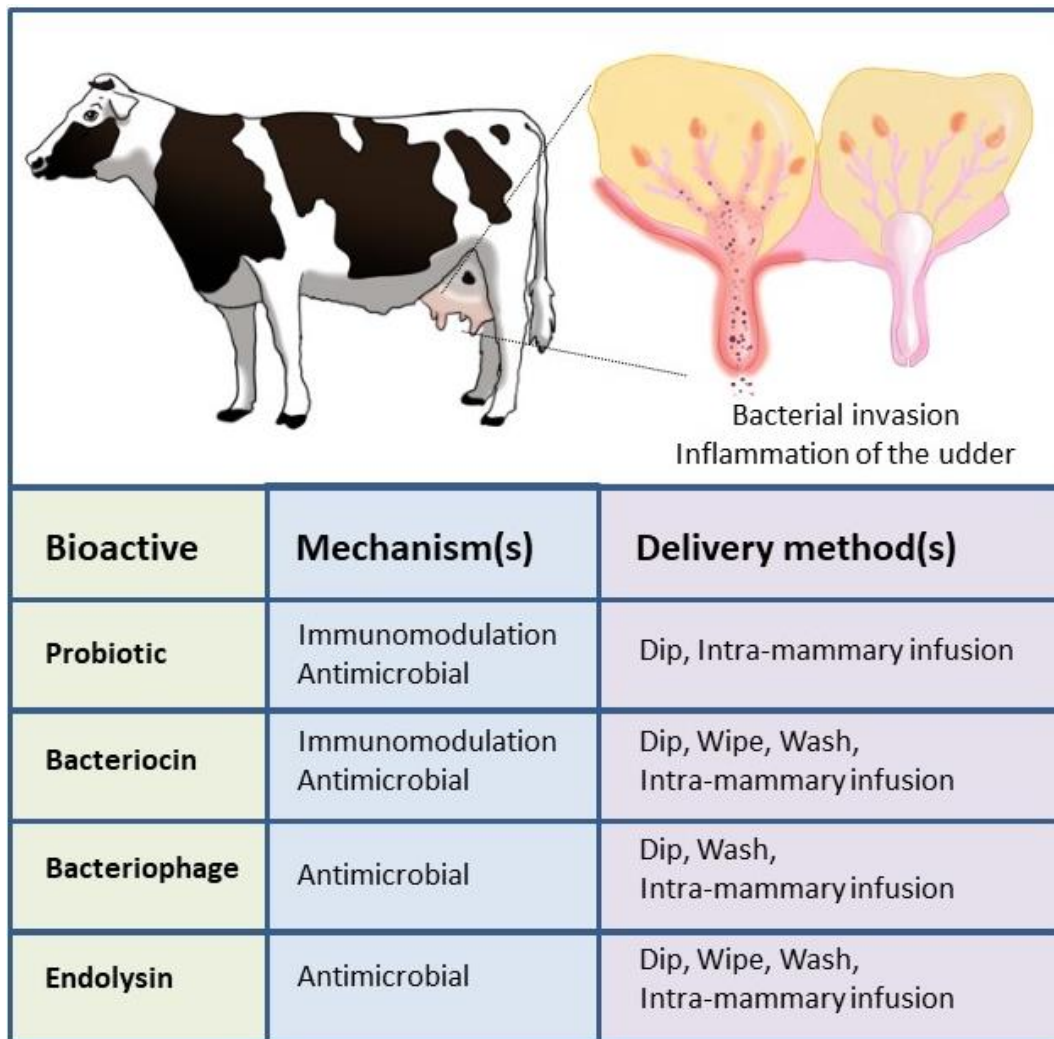 Bacterial invasion
Inflammation of the udder
Bioactive
Mechanism(s)
Delivery method(s)
Probiotic
Immunomodulation
Antimicrobial
Dip, Intra-mammary infusion
Bacteriocin
Immunomodulation
Antimicrobial
Dip, Wipe, Wash,
Intra-mammary infusion
Bacteriophage
Antimicrobial
Dip, Wash,
Intra-mammary infusion
Endolysin
Antimicrobial
Dip, Wipe, Wash,
Intra-mammary infusion